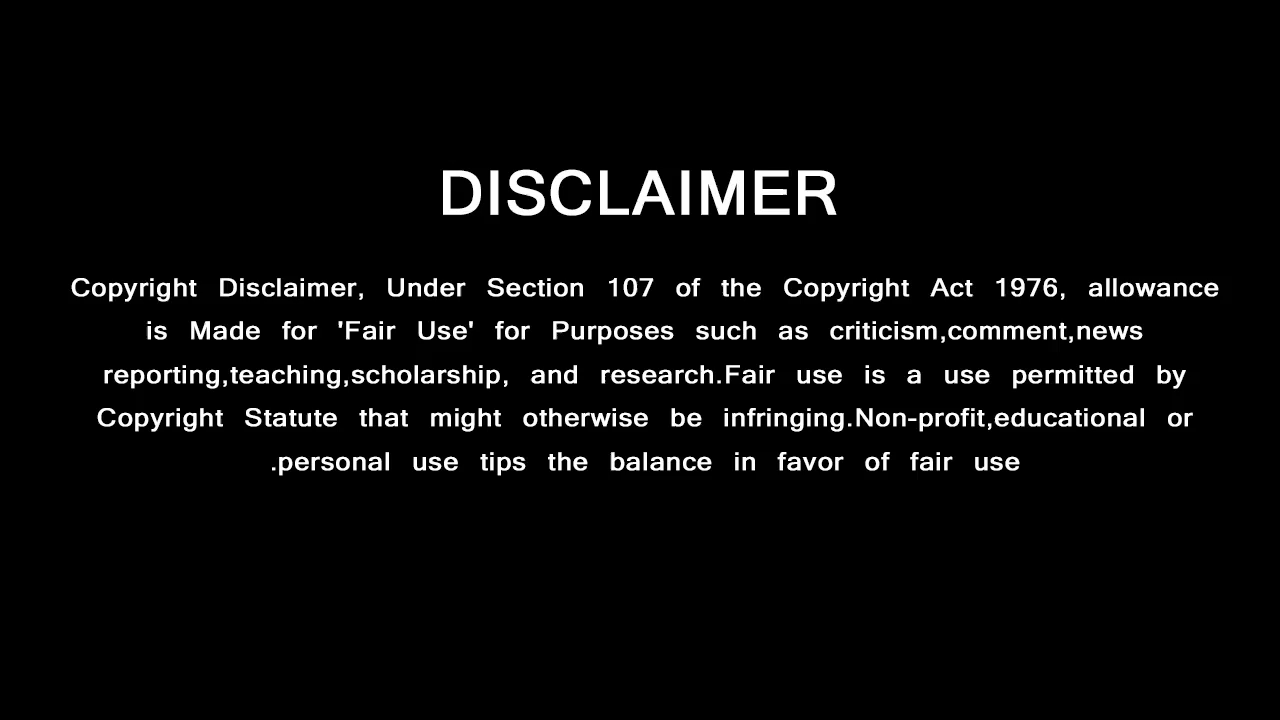 DISCLAIMER
Copyright Disclaimer, Under Section 107 of the Copyright Act 1976, allowance
is Made for 'Fair Use' for Purposes such as criticism,comment,news
reporting,teaching,scholarship, and research.Fair use is a use permitted by
Copyright Statute that might otherwise be infringing.Non-profit,educational or
.personal use tips the balance in favor of fair use